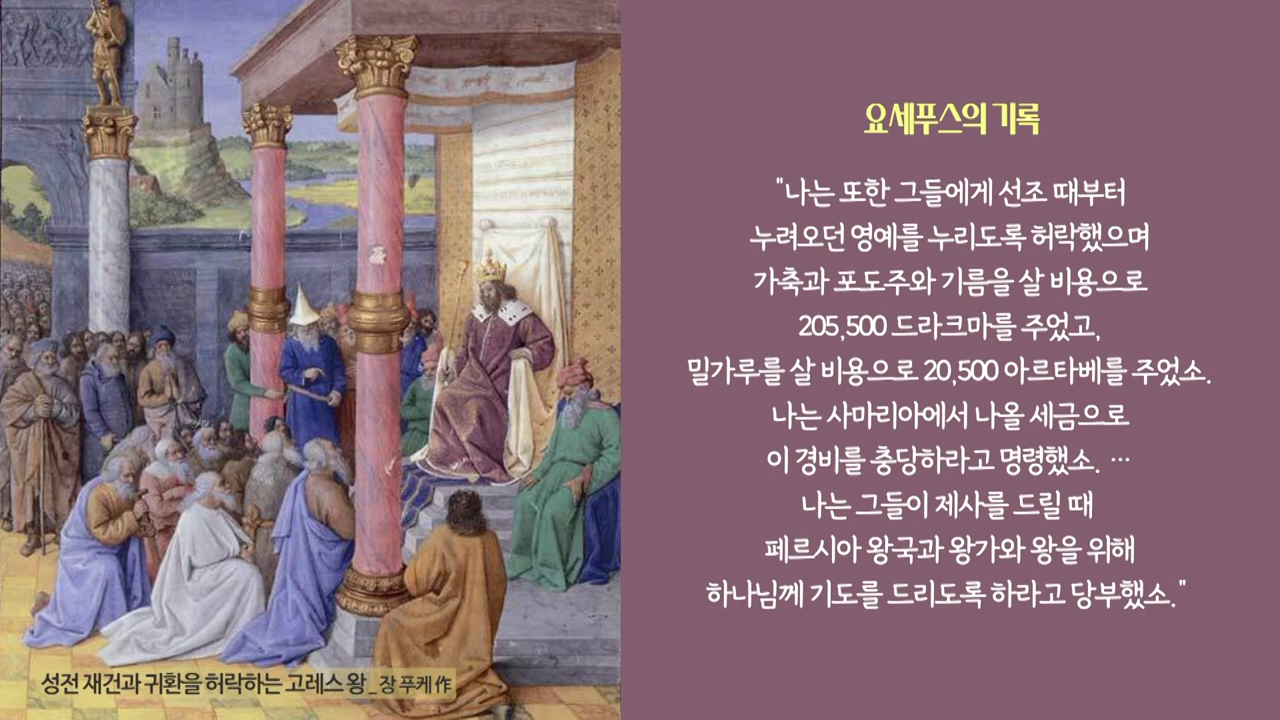 요세푸스의 기록
"나는 또한 그들에게 선조 때부터
누려오던 영예를 누리도록 허락했으며
가축과 포도주와 기름을 살 비용으로
205,500 드라크마를 주었고,
밀가루를 살 비용으로 20,500 아르타베를 주었소.
나는 사마리아에서 나올 세금으로
이 경비를 충당하라고 명령했소. …
나는 그들이 제사를 드릴 때
페르시아 왕국과 왕가와 왕을 위해
하나님께 기도를 드리도록 하라고 당부했소."
성전 재건과 귀환을 허락하는 고레스 왕_장 푸케 作